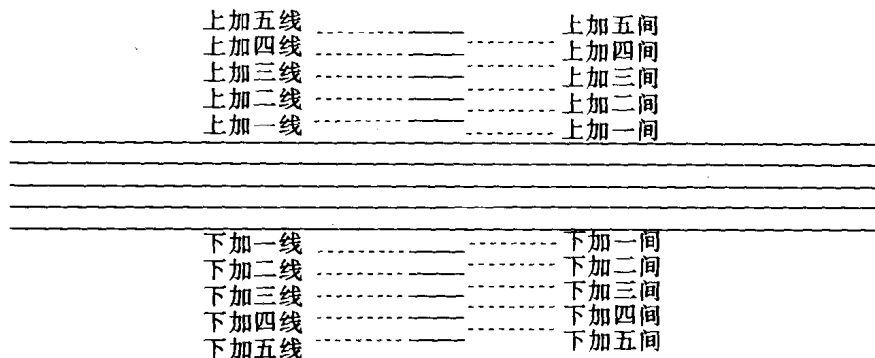 上加五线 上加五间
上加四线 上加四间
上加三线 上加三间
上加二线 上加二间
上加一线 上加一间
下加一线 下加一间
下加二线 下加二间
下加三线 下加三间
下加四线 下加四间
下加五线 下加五间